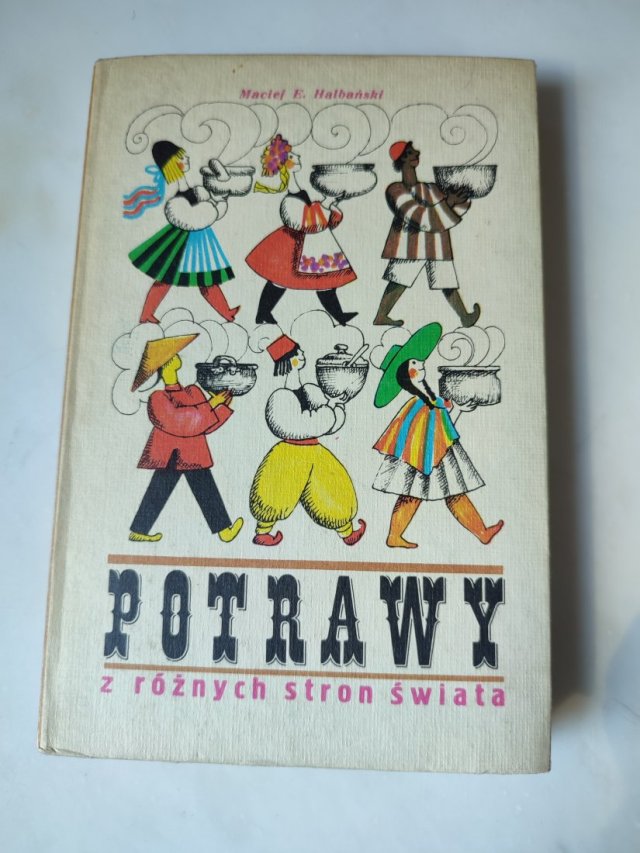 Maciej E. Halbański
POTRAWY
z różnych stron świata